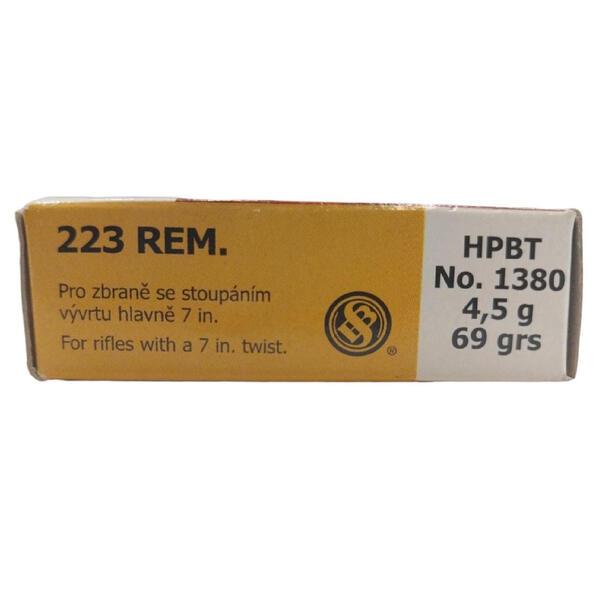 223 REM.
Pro zbraně se stoupáním
vývrtu hlavně 7 in.
For rifles with a 7 in. twist.
®
HPBT
No. 1380
4,5 g
69 grs